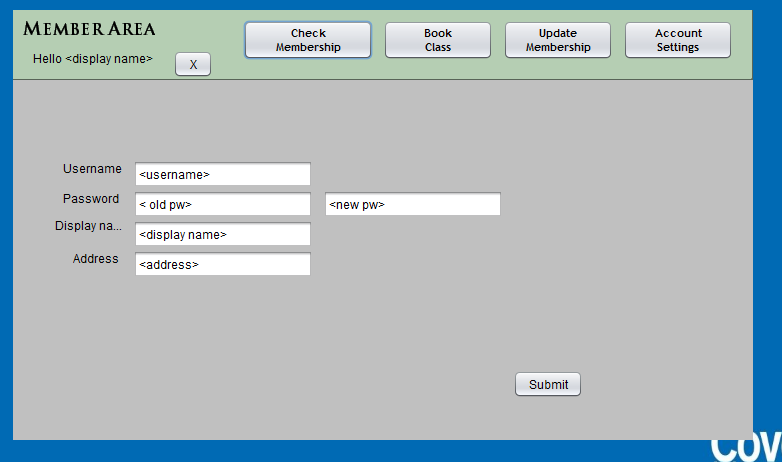 MEMBER AREA
Hello <display name>
X
Check
Membership
Book
Class
Update
Membership
Account
Settings
Username
<username>
Password
< old pw>
<new pw>
Display na...
<display name>
Address
<address>
Submit
Cov